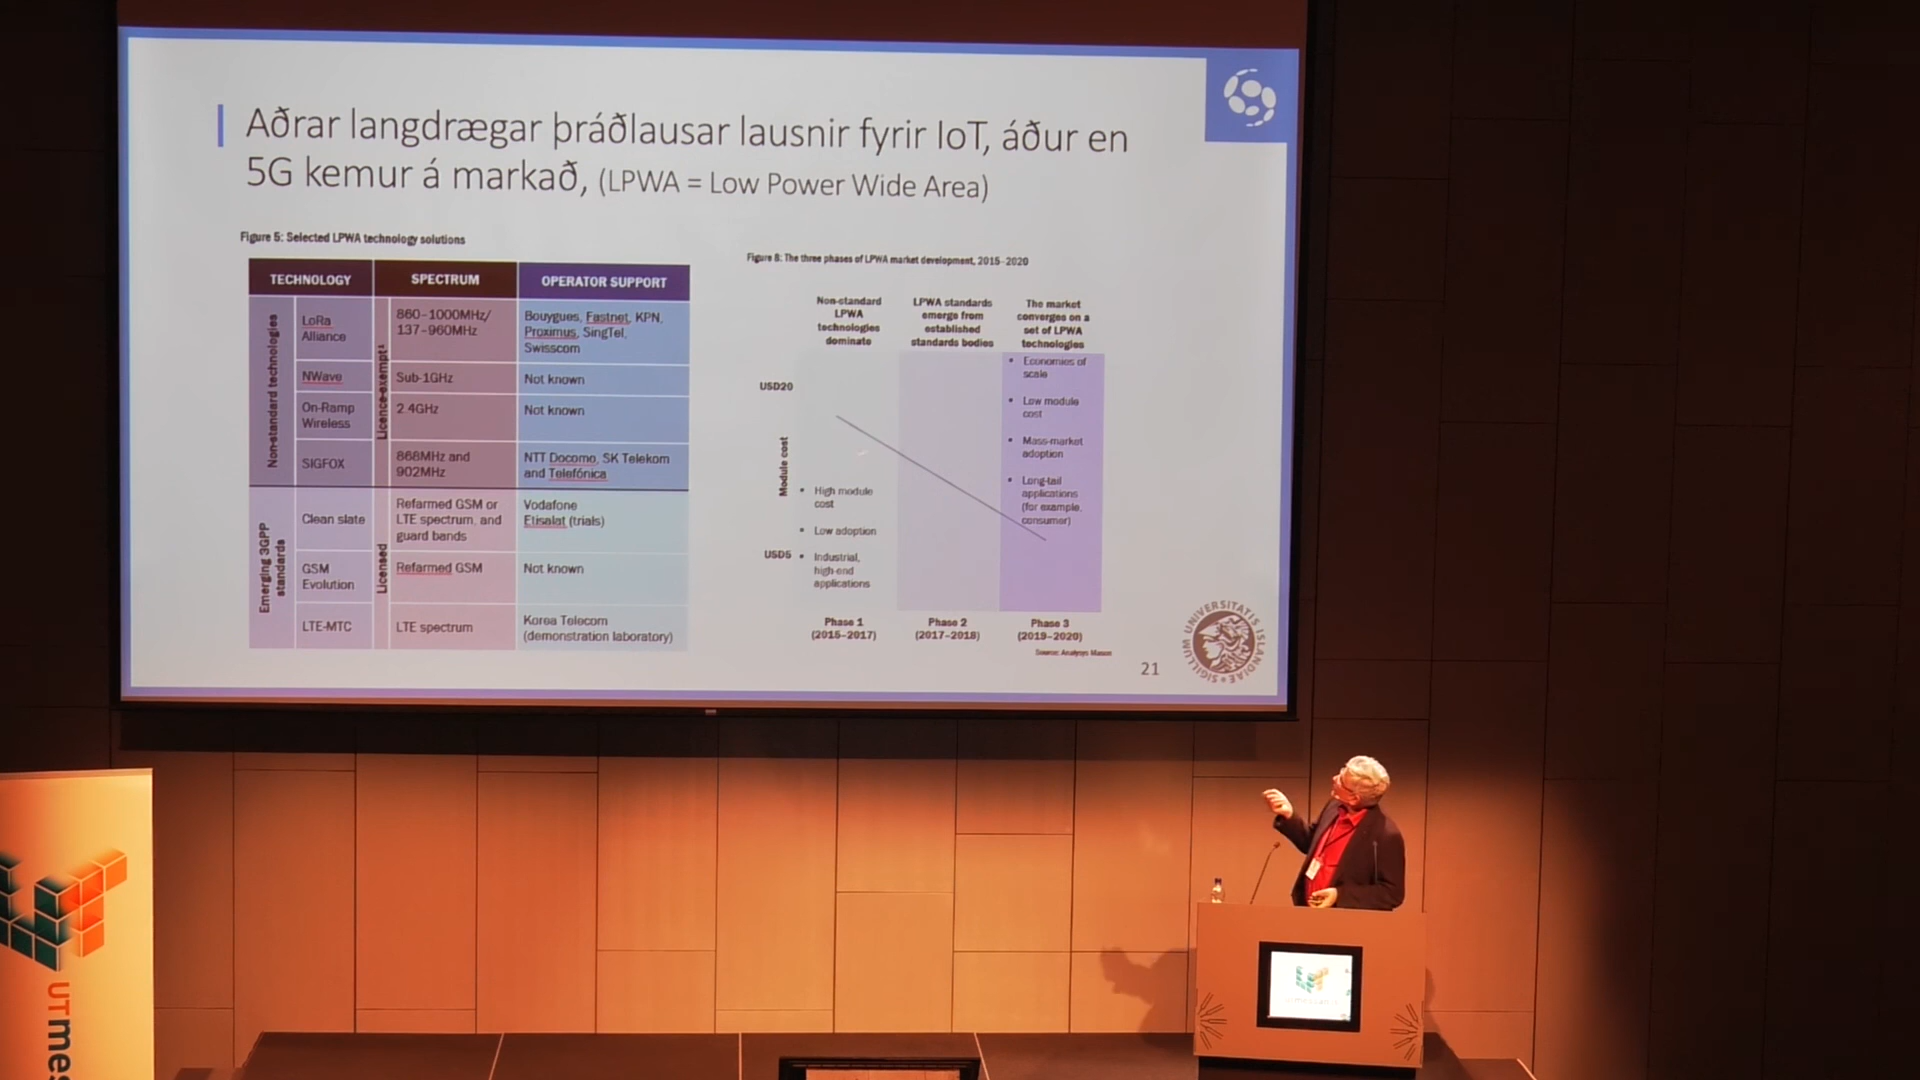 Aðrar langdrægar þráðlausar lausnir fyrir IoT, áður en
5G kemur á markað, (LPWA = Low Power Wide Area)
Figure 5: Selected LPWA technology solutions
TECHNOLOGY SPECTRUM OPERATOR SUPPORT
Non-standard technologies
Licence-exempt¹
LoRa
Alliance
860-1000MHz/
137-960MHz
Bouygues, Fastnet, KPN,
Proximus, SingTel,
Swisscom
NWave Sub-1GHz Not known
On-Ramp
Wireless
2.4GHz
Not known
SIGFOX
868MHz and
902MHz
NTT Docomo, SK Telekom
and Telefónica
Emerging 3GPP
standards
Licensed
Clean slate
Refarmed GSM or
LTE spectrum, and
guard bands
Vodafone
Etisalat (trials)
GSM
Evolution
Refarmed GSM
Not known
LTE-MTC
LTE spectrum
Korea Telecom
(demonstration laboratory)
Figure 8: The three phases of LPWA market development, 2015-2020
Non-standard
LPWA
technologies
dominate
LPWA standards
emerge from
established
standards bodies
The market
converges on a
set of LPWA
technologies
USD20
Module cost
USD5
• High module
cost
• Low adoption
• Industrial,
high-end
applications
• Economies of
scale
• Low module
cost
• Mass-market
adoption
• Long-tail
applications
(for example,
consumer)
Phase 1
(2015-2017)
Phase 2
(2017-2018)
Phase 3
(2019-2020)
Source: Analysys Mason
21
SIGILLUM UNIVERSITATIS ISLANDIAE
UTmes